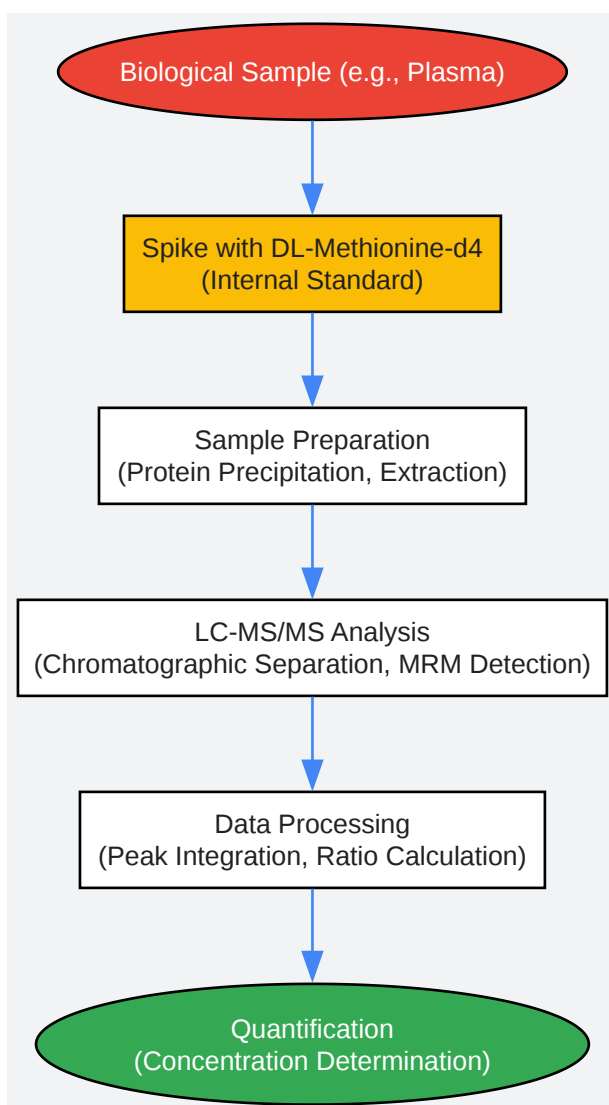 Biological Sample (e.g., Plasma)
Spike with DL-Methionine-d4
(Internal Standard)
Sample Preparation
(Protein Precipitation, Extraction)
LC-MS/MS Analysis
(Chromatographic Separation, MRM Detection)
Data Processing
(Peak Integration, Ratio Calculation)
Quantification
(Concentration Determination)